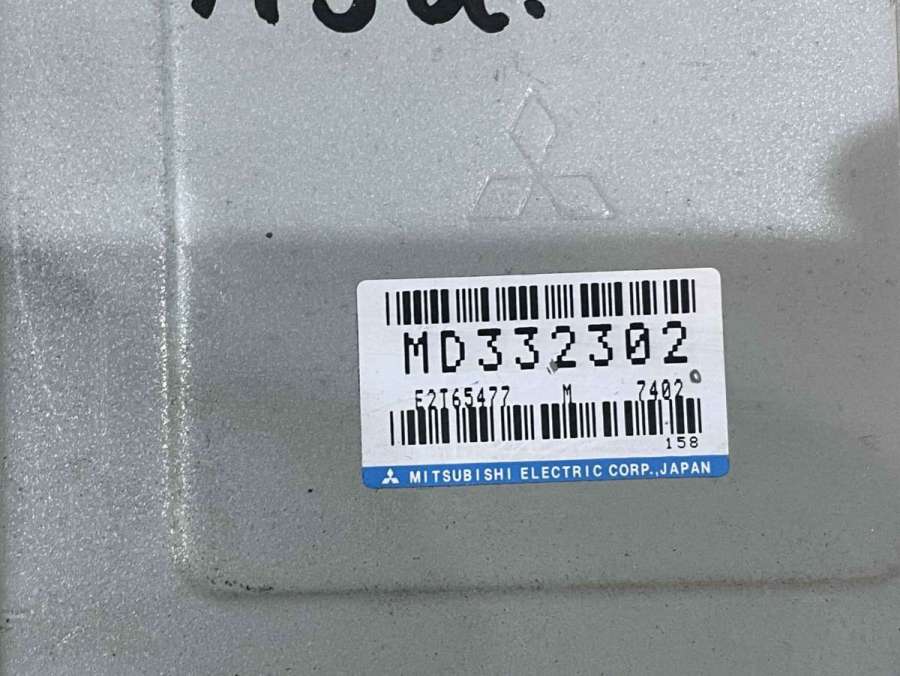 MD332302
E2T65477 M 7402
158
MITSUBISHI ELECTRIC CORP.,JAPAN